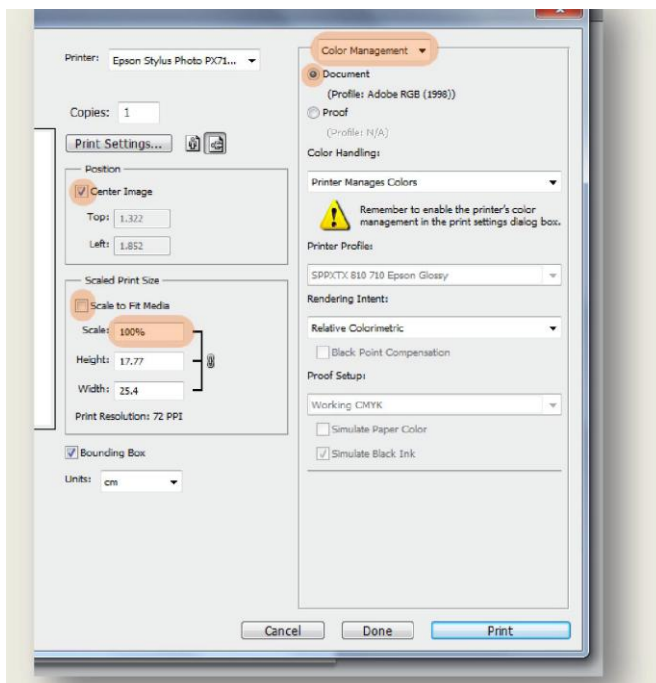 Printer: Epson Stylus Photo PX71...
Copies: 1
Print Settings...
Position
Center Image
Top: 1.322
Left: 1.852
Scaled Print Size
Scale to Fit Media
Scale: 100%
Height: 17.77
Width: 25.4
Print Resolution: 72 PPI
Bounding Box
Units: cm
Color Management
Document
(Profile: Adobe RGB (1998))
Proof
(Profile: N/A)
Color Handling:
Printer Manages Colors
Remember to enable the printer's color
management in the print settings dialog box.
Printer Profile:
SPPXTX 810 710 Epson Glossy
Rendering Intent:
Relative Colorimetric
Black Point Compensation
Proof Setup:
Working CMYK
Simulate Paper Color
Simulate Black Ink
Cancel
Done
Print